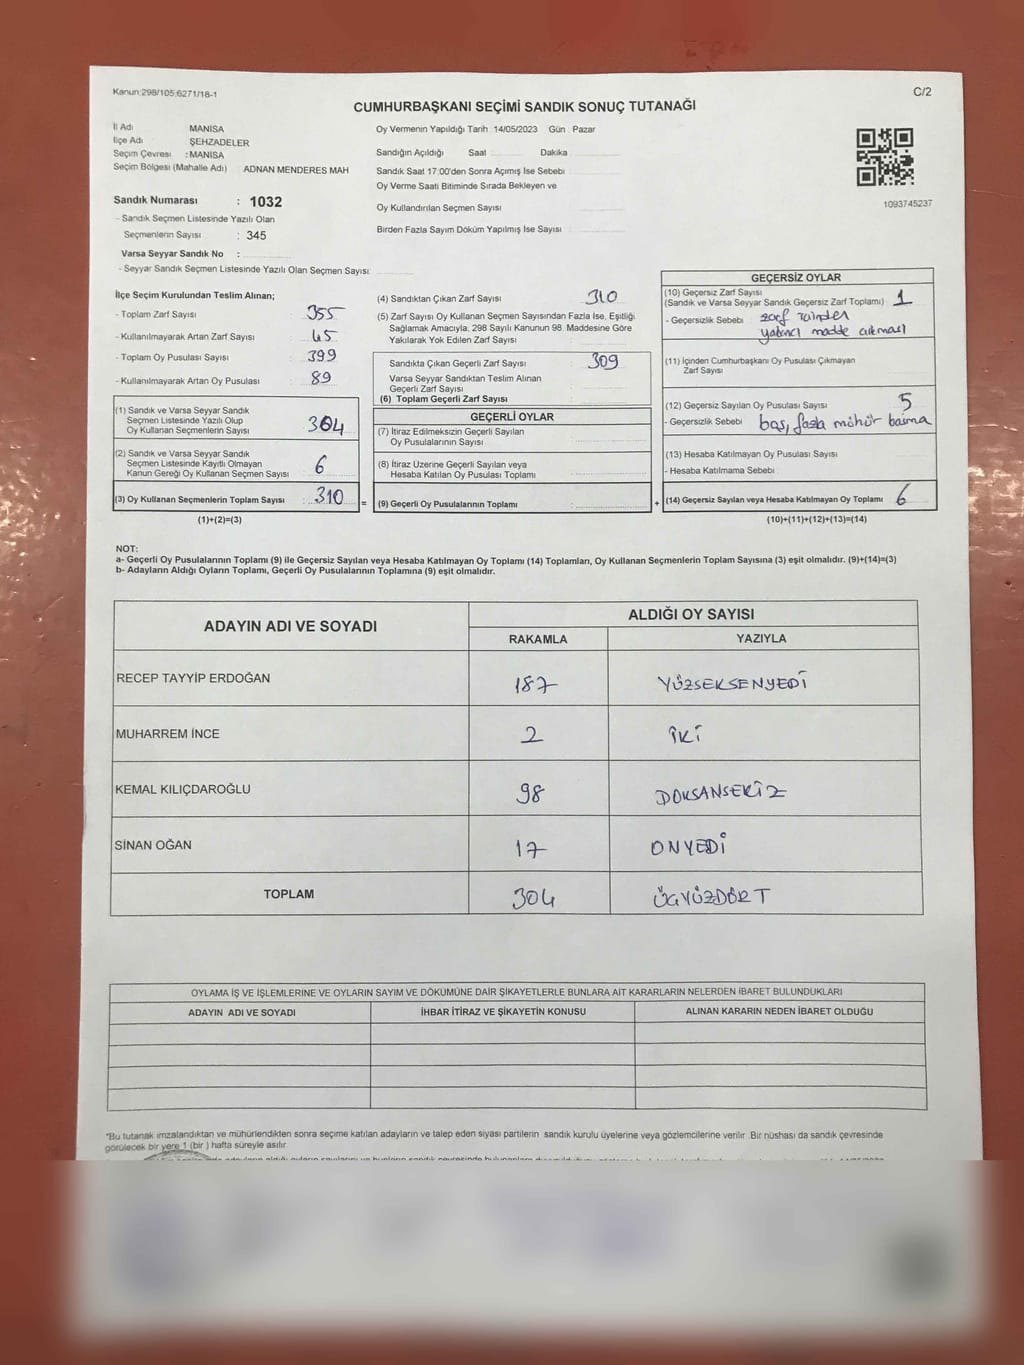 Kanun:298/105;6271/18-1
C/2
CUMHURBAŞKANI SEÇİMİ SANDIK SONUÇ TUTANAĞI
İl Adı MANİSA
İlçe Adı ŞEHZADELER
Seçim Çevresi : MANİSA
Seçim Bölgesi (Mahalle Adı) ADNAN MENDERES MAH
Sandık Numarası : 1032
- Sandık Seçmen Listesinde Yazılı Olan
Seçmenlerin Sayısı : 345
Varsa Seyyar Sandık No :
- Seyyar Sandık Seçmen Listesinde Yazılı Olan Seçmen Sayısı:
Oy Vermenin Yapıldığı Tarih : 14/05/2023 Gün : Pazar
Sandığın Açıldığı Saat Dakika
Sandık Saat 17:00'den Sonra Açımış İse Sebebi
Oy Verme Saati Bitiminde Sırada Bekleyen ve
Oy Kullandırılan Seçmen Sayısı
Birden Fazla Sayım Döküm Yapılmış İse Sayısı
1093745237
İlçe Seçim Kurulundan Teslim Alınan;
- Toplam Zarf Sayısı : 355
- Kullanılmayarak Artan Zarf Sayısı : 45
- Toplam Oy Pusulası Sayısı : 399
- Kullanılmayarak Artan Oy Pusulası : 89
(1) Sandık ve Varsa Seyyar Sandık
Seçmen Listesinde Yazılı Olup
Oy Kullanan Seçmenlerin Sayısı : 304
(2) Sandık ve Varsa Seyyar Sandık
Seçmen Listesinde Kayıtlı Olmayan
Kanun Gereği Oy Kullanan Seçmen Sayısı : 6
(3) Oy Kullanan Seçmenlerin Toplam Sayısı : 310 =
(1)+(2)=(3)
(4) Sandıktan Çıkan Zarf Sayısı : 310
(5) Zarf Sayısı Oy Kullanan Seçmen Sayısından Fazla İse, Eşitliği
Sağlamak Amacıyla, 298 Sayılı Kanunun 98. Maddesine Göre
Yakılarak Yok Edilen Zarf Sayısı
Sandıkta Çıkan Geçerli Zarf Sayısı : 309
Varsa Seyyar Sandıktan Teslim Alınan
Geçerli Zarf Sayısı
(6) Toplam Geçerli Zarf Sayısı
GEÇERLİ OYLAR
(7) İtiraz Edilmeksizin Geçerli Sayılan
Oy Pusulalarının Sayısı
(8) İtiraz Üzerine Geçerli Sayılan veya
Hesaba Katılan Oy Pusulası Toplamı
(9) Geçerli Oy Pusulalarının Toplamı : +
GEÇERSİZ OYLAR
(10) Geçersiz Zarf Sayısı
(Sandık ve Varsa Seyyar Sandık Geçersiz Zarf Toplamı) 1
- Geçersizlik Sebebi : zarf içinden
yabancı madde çıkması
(11) İçinden Cumhurbaşkanı Oy Pusulası Çıkmayan
Zarf Sayısı
(12) Geçersiz Sayılan Oy Pusulası Sayısı : 5
- Geçersizlik Sebebi : boş, fazla mühür basma
(13) Hesaba Katılmayan Oy Pusulası Sayısı
- Hesaba Katılmama Sebebi
(14) Geçersiz Sayılan veya Hesaba Katılmayan Oy Toplamı 6
(10)+(11)+(12)+(13)=(14)
NOT:
a- Geçerli Oy Pusulalarının Toplamı (9) ile Geçersiz Sayılan veya Hesaba Katılmayan Oy Toplamı (14) Toplamları, Oy Kullanan Seçmenlerin Toplam Sayısına (3) eşit olmalıdır. (9)+(14)=(3)
b- Adayların Aldığı Oyların Toplamı, Geçerli Oy Pusulalarının Toplamına (9) eşit olmalıdır.
ADAYIN ADI VE SOYADI ALDIĞI OY SAYISI
RAKAMLA YAZIYLA
RECEP TAYYİP ERDOĞAN 187 YÜZSEKSENYEDİ
MUHARREM İNCE 2 İKİ
KEMAL KILIÇDAROĞLU 98 DOKSANSEKİZ
SİNAN OĞAN 17 ONYEDİ
TOPLAM 304 ÜÇYÜZDÖRT
OYLAMA İŞ VE İŞLEMLERİNE VE OYLARIN SAYIM VE DÖKÜMÜNE DAİR ŞİKAYETLERLE BUNLARA AİT KARARLARIN NELERDEN İBARET BULUNDUKLARI
ADAYIN ADI VE SOYADI İHBAR İTİRAZ VE ŞİKAYETİN KONUSU ALINAN KARARIN NEDEN İBARET OLDUĞU
*Bu tutanak imzalandıktan ve mühürlendikten sonra seçime katılan adayların ve talep eden siyasi partilerin sandık kurulu üyelerine veya gözlemcilerine verilir. Bir nüshası da sandık çevresinde
görülecek bir yere 1 (bir ) hafta süreyle asılır.